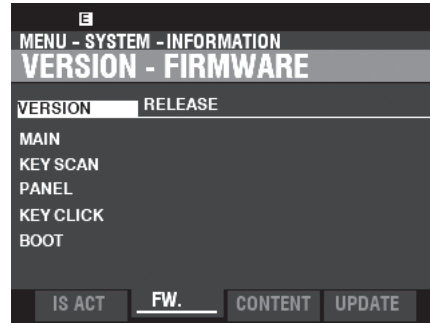 E
MENU - SYSTEM - INFORMATION
VERSION - FIRMWARE
VERSION RELEASE
MAIN
KEY SCAN
PANEL
KEY CLICK
BOOT
IS ACT FW. CONTENT UPDATE